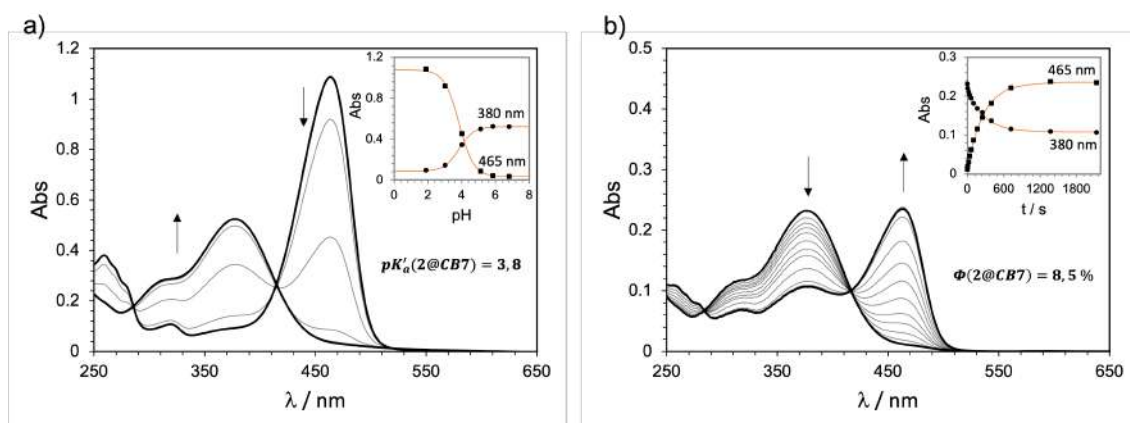 a)
b)
1.2
1
0.8
0.6
0.4
0.2
0
Abs
250
350
450
550
650
λ / nm
1.2
0.8
0.4
0
Abs
0
2
4
6
8
pH
380 nm
465 nm
pK'a(2@CB7) = 3,8
0.5
0.4
0.3
0.2
0.1
0
Abs
250
350
450
550
650
λ / nm
0.3
0.2
0.1
0
Abs
0
600
1200
1800
t / s
465 nm
380 nm
Φ(2@CB7) = 8,5 %